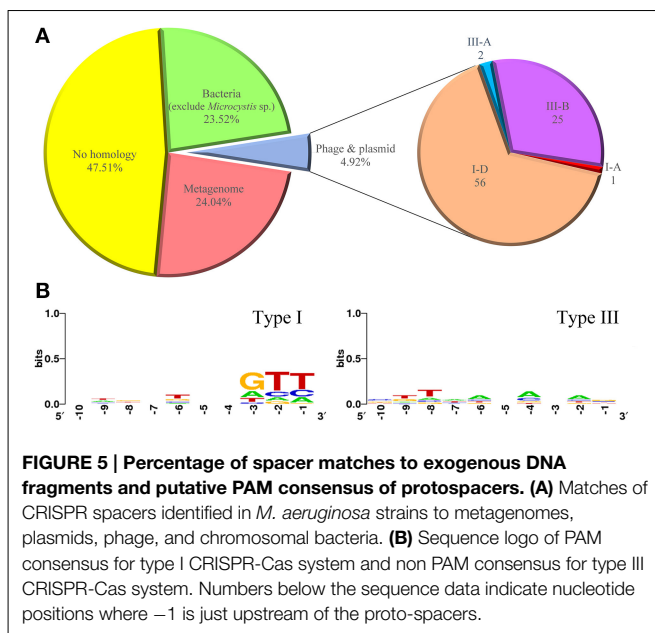 A
III-A
2
Bacteria
(exclude Microcystis sp.)
23.52%
III-B
25
No homology
47.51%
Phage & plasmid
4.92%
I-A
1
I-D
56
Metagenome
24.04%
B
1.0
0.5
0.0
bits
Type I
GTT
ACC
TAA
5′ -10 -9 -8 -7 -6 -5 -4 -3 -2 -1 3′
1.0
0.5
0.0
bits
Type III
T T A A A
5′ -10 -9 -8 -7 -6 -5 -4 -3 -2 -1 3′
FIGURE 5 | Percentage of spacer matches to exogenous DNA
fragments and putative PAM consensus of protospacers. (A) Matches of
CRISPR spacers identified in M. aeruginosa strains to metagenomes,
plasmids, phage, and chromosomal bacteria. (B) Sequence logo of PAM
consensus for type I CRISPR-Cas system and non PAM consensus for type III
CRISPR-Cas system. Numbers below the sequence data indicate nucleotide
positions where −1 is just upstream of the proto-spacers.